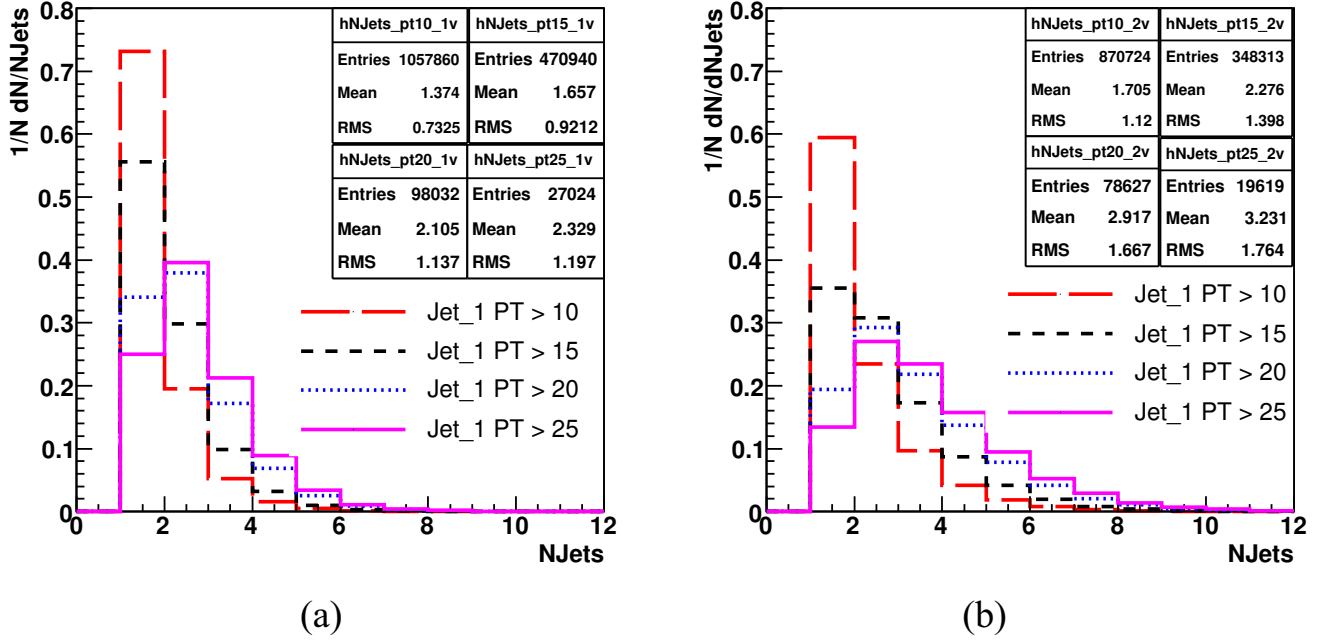 1/N dN/NJets
0.8
0.7
0.6
0.5
0.4
0.3
0.2
0.1
0
hNJets_pt10_1v hNJets_pt15_1v
Entries 1057860 Entries 470940
Mean 1.374 Mean 1.657
RMS 0.7325 RMS 0.9212
hNJets_pt20_1v hNJets_pt25_1v
Entries 98032 Entries 27024
Mean 2.105 Mean 2.329
RMS 1.137 RMS 1.197
Jet_1 PT > 10
Jet_1 PT > 15
Jet_1 PT > 20
Jet_1 PT > 25
0 2 4 6 8 10 12
NJets
(a)
1/N dN/dNJets
0.8
0.7
0.6
0.5
0.4
0.3
0.2
0.1
0
hNJets_pt10_2v hNJets_pt15_2v
Entries 870724 Entries 348313
Mean 1.705 Mean 2.276
RMS 1.12 RMS 1.398
hNJets_pt20_2v hNJets_pt25_2v
Entries 78627 Entries 19619
Mean 2.917 Mean 3.231
RMS 1.667 RMS 1.764
Jet_1 PT > 10
Jet_1 PT > 15
Jet_1 PT > 20
Jet_1 PT > 25
0 2 4 6 8 10 12
NJets
(b)